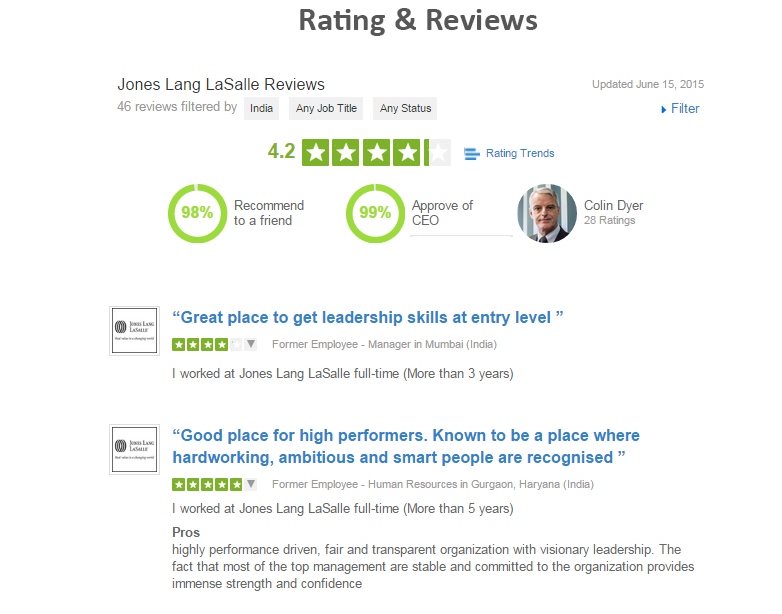 Rating & Reviews
Jones Lang LaSalle Reviews
Updated June 15, 2015
46 reviews filtered by India Any Job Title Any Status
Filter
4.2
Rating Trends
98% Recommend
to a friend
99% Approve of
CEO
Colin Dyer
28 Ratings
JONES LANG
LASALLE
Real value in a changing world
“Great place to get leadership skills at entry level ”
Former Employee - Manager in Mumbai (India)
I worked at Jones Lang LaSalle full-time (More than 3 years)
JONES LANG
LASALLE
Real value in a changing world
“Good place for high performers. Known to be a place where
hardworking, ambitious and smart people are recognised ”
Former Employee - Human Resources in Gurgaon, Haryana (India)
I worked at Jones Lang LaSalle full-time (More than 5 years)
Pros
highly performance driven, fair and transparent organization with visionary leadership. The
fact that most of the top management are stable and committed to the organization provides
immense strength and confidence